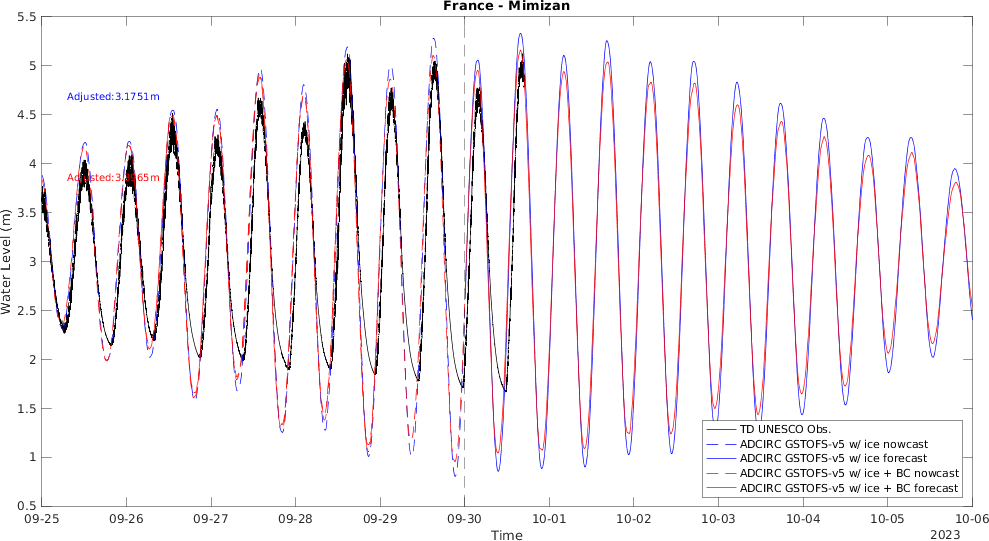 France - Mimizan
5.5
5
4.5
4
3.5
3
2.5
2
1.5
1
0.5
Water Level (m)
Adjusted:3.1751m
TD UNESCO Obs.
ADCIRC GSTOFS-v5 w/ ice nowcast
ADCIRC GSTOFS-v5 w/ ice forecast
ADCIRC GSTOFS-v5 w/ ice + BC nowcast
ADCIRC GSTOFS-v5 w/ ice + BC forecast
09-25
09-26
09-27
09-28
09-29
09-30
10-01
10-02
10-03
10-04
10-05
10-06
Time
2023